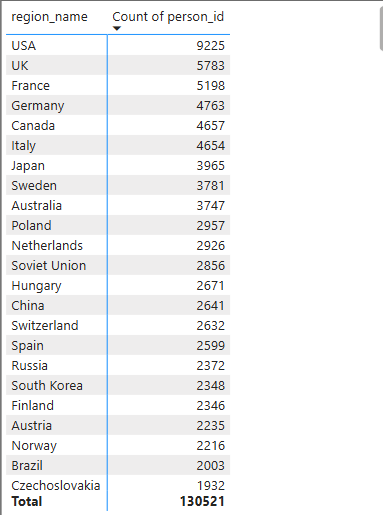 region_name Count of person_id
USA 9225
UK 5783
France 5198
Germany 4763
Canada 4657
Italy 4654
Japan 3965
Sweden 3781
Australia 3747
Poland 2957
Netherlands 2926
Soviet Union 2856
Hungary 2671
China 2641
Switzerland 2632
Spain 2599
Russia 2372
South Korea 2348
Finland 2346
Austria 2235
Norway 2216
Brazil 2003
Czechoslovakia 1932
Total 130521